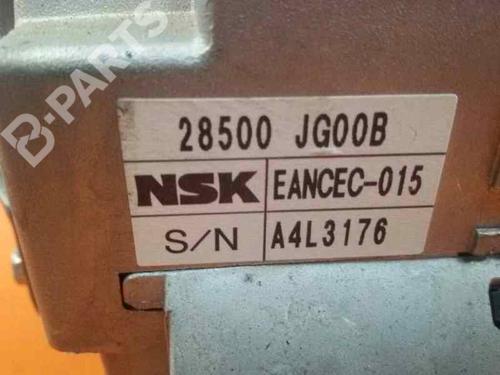 B-PARTS
28500 JG00B
NSK EANCEC-015
S/N A4L3176